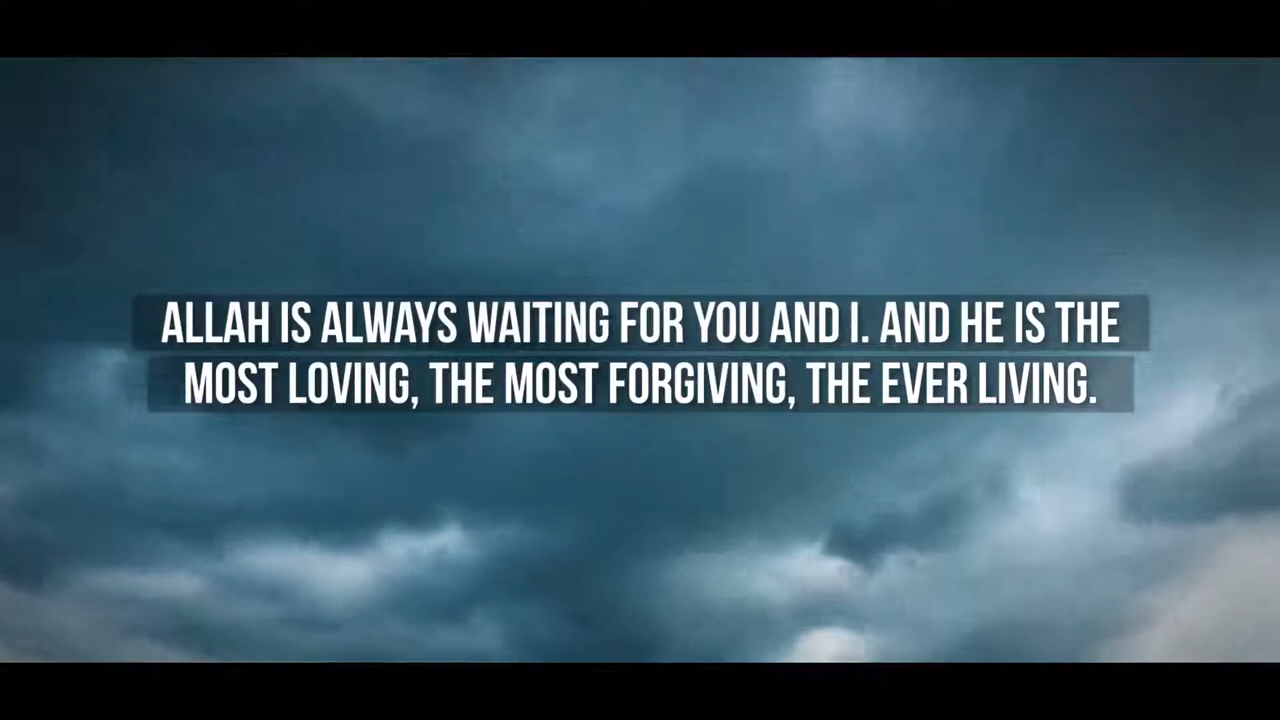 ALLAH IS ALWAYS WAITING FOR YOU AND I. AND HE IS THE
MOST LOVING, THE MOST FORGIVING, THE EVER LIVING.